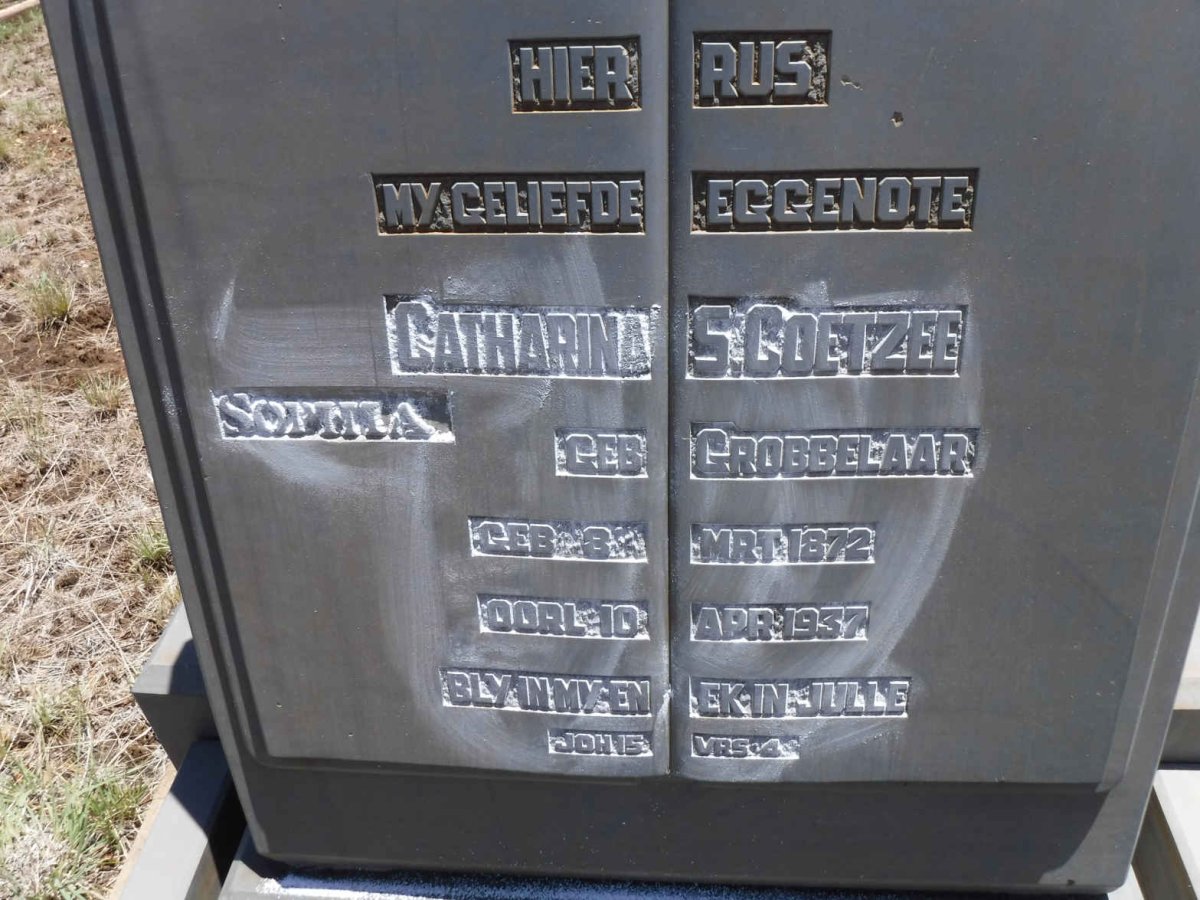 HIER RUS
MY GELIEFDE EGGENOTE
CATHARINA S. COETZEE
SOPHIA
GEB GROBBELAAR
GEB 8 MRT 1872
OORL 10 APR 1937
BLY IN MY EN EK IN JULLE
JOH 15 VRS 4